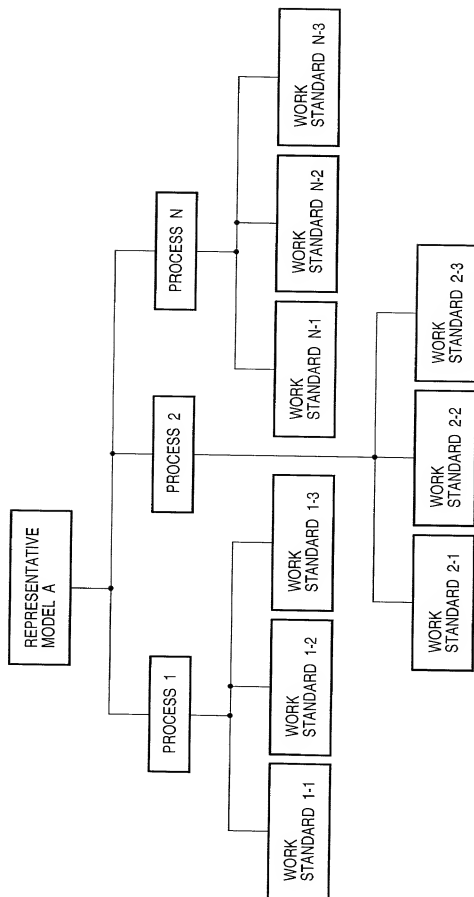 REPRESENTATIVE
MODEL A
PROCESS 1
PROCESS 2
PROCESS N
WORK
STANDARD 1-1
WORK
STANDARD 1-2
WORK
STANDARD 1-3
WORK
STANDARD N-1
WORK
STANDARD N-2
WORK
STANDARD N-3
WORK
STANDARD 2-1
WORK
STANDARD 2-2
WORK
STANDARD 2-3